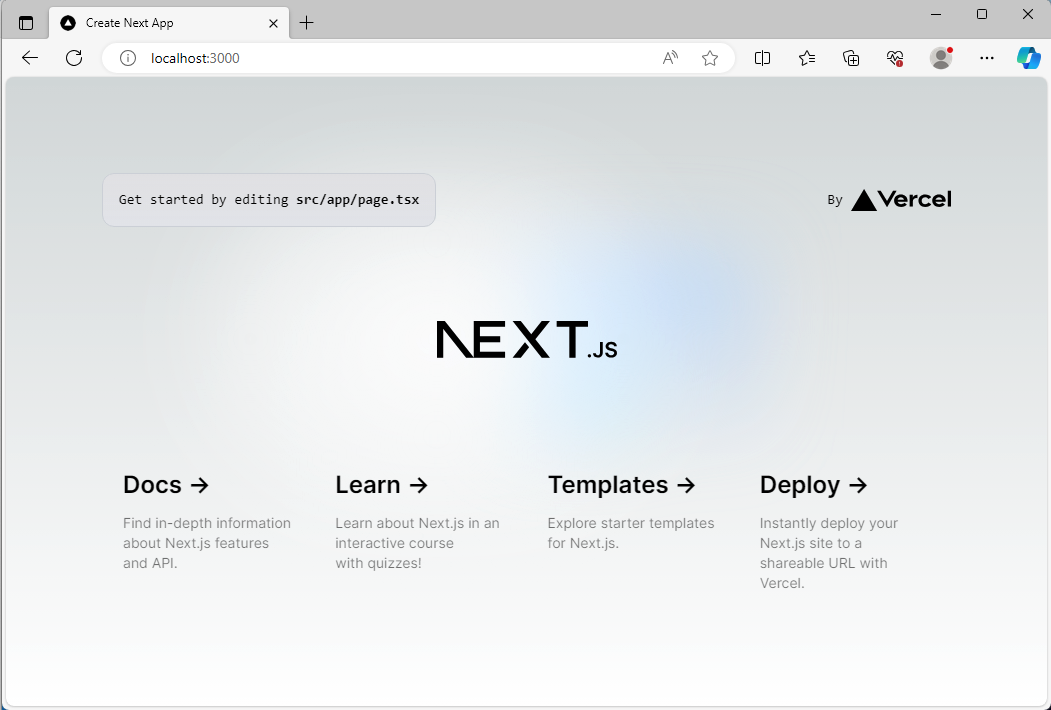 Create Next App
localhost:3000
Get started by editing src/app/page.tsx
By Vercel
NEXT.JS
Docs →
Find in-depth information
about Next.js features
and API.
Learn →
Learn about Next.js in an
interactive course
with quizzes!
Templates →
Explore starter templates
for Next.js.
Deploy →
Instantly deploy your
Next.js site to a
shareable URL with
Vercel.